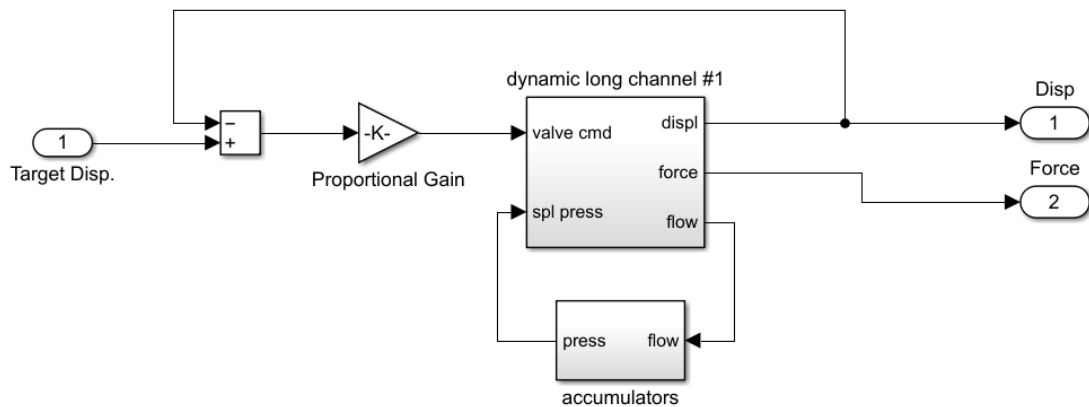 dynamic long channel #1
Disp
1
Force
2
1
Target Disp.
−
+
-K-
Proportional Gain
valve cmd
displ
force
spl press
flow
press
flow
accumulators